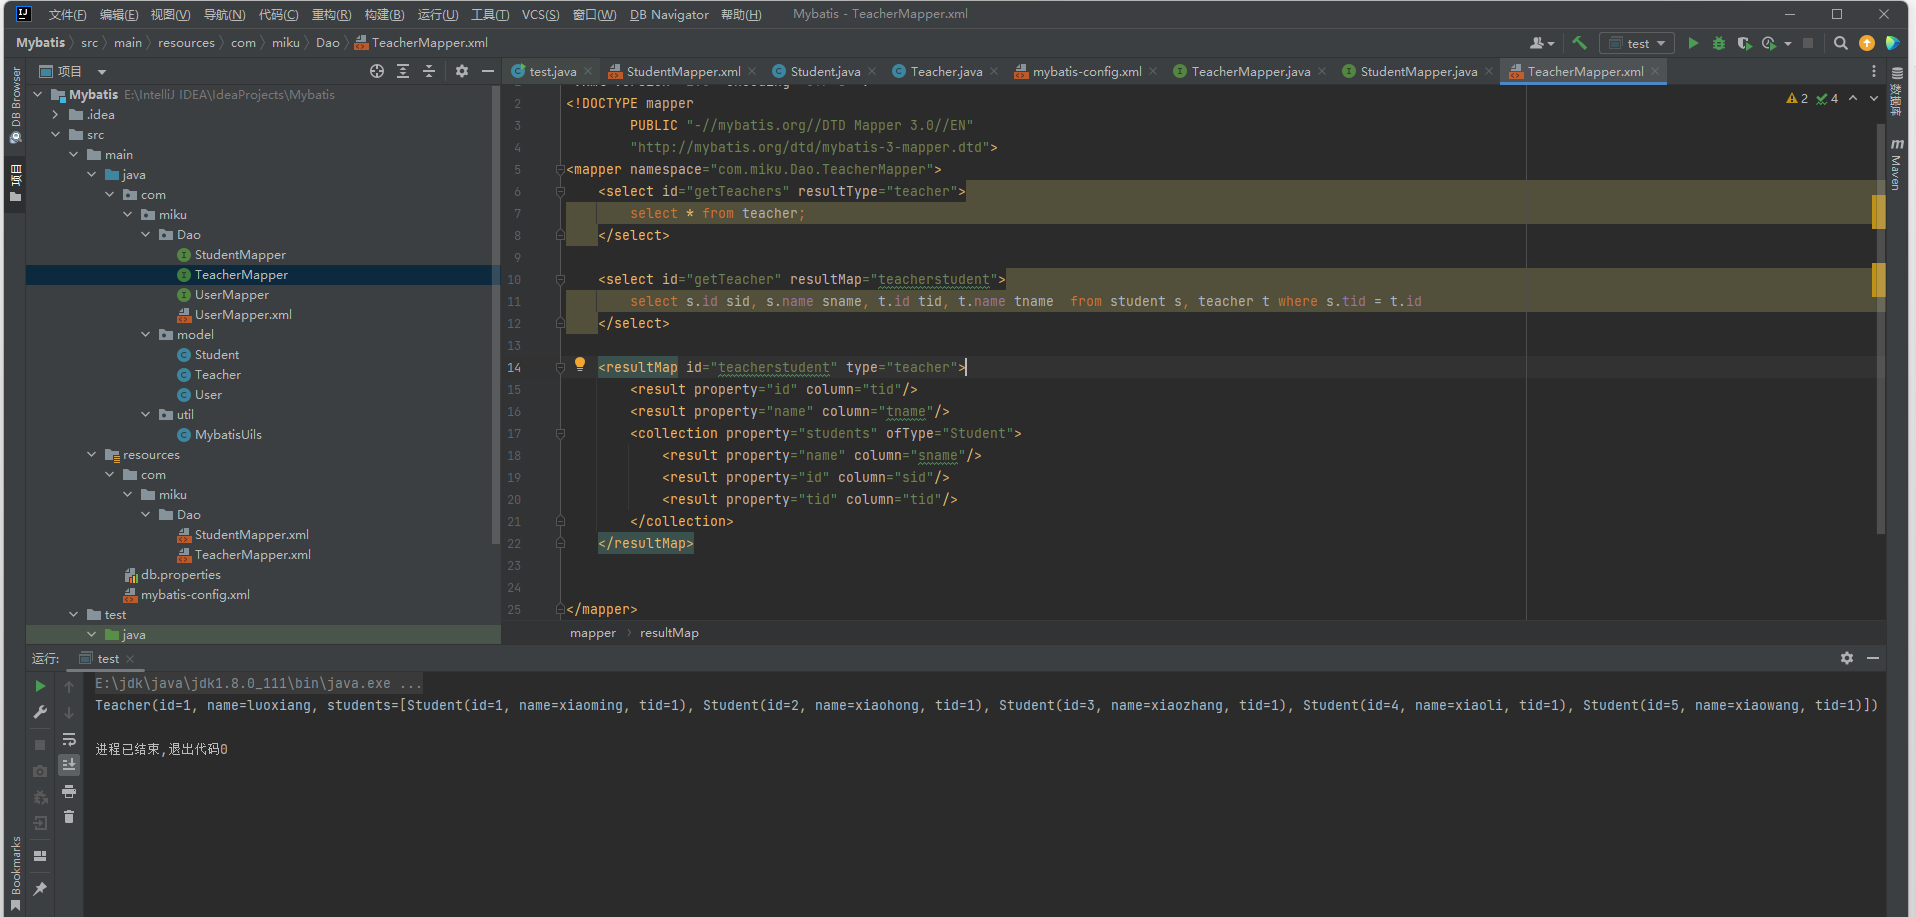 文件(F) 编辑(E) 视图(V) 导航(N) 代码(C) 重构(R) 构建(B) 运行(U) 工具(T) VCS(S) 窗口(W) DB Navigator 帮助(H) Mybatis - TeacherMapper.xml
Mybatis src main resources com miku Dao TeacherMapper.xml
test
项目
test.java StudentMapper.xml Student.java Teacher.java mybatis-config.xml TeacherMapper.java StudentMapper.java TeacherMapper.xml
DB Browser
项目
Bookmarks
Mybatis E:\IntelliJ IDEA\IdeaProjects\Mybatis
.idea
src
main
java
com
miku
Dao
StudentMapper
TeacherMapper
UserMapper
UserMapper.xml
model
Student
Teacher
User
util
MybatisUils
resources
com
miku
Dao
StudentMapper.xml
TeacherMapper.xml
db.properties
mybatis-config.xml
test
java
2 4
2 <!DOCTYPE mapper
3 PUBLIC "-//mybatis.org//DTD Mapper 3.0//EN"
4 "http://mybatis.org/dtd/mybatis-3-mapper.dtd">
5 <mapper namespace="com.miku.Dao.TeacherMapper">
6 <select id="getTeachers" resultType="teacher">
7 select * from teacher;
8 </select>
9
10 <select id="getTeacher" resultMap="teacherstudent">
11 select s.id sid, s.name sname, t.id tid, t.name tname  from student s, teacher t where s.tid = t.id
12 </select>
13
14 <resultMap id="teacherstudent" type="teacher">
15 <result property="id" column="tid"/>
16 <result property="name" column="tname"/>
17 <collection property="students" ofType="Student">
18 <result property="name" column="sname"/>
19 <result property="id" column="sid"/>
20 <result property="tid" column="tid"/>
21 </collection>
22 </resultMap>
23
24
25 </mapper>
mapper resultMap
数据库
m Maven
运行: test
E:\jdk\java\jdk1.8.0_111\bin\java.exe ...
Teacher(id=1, name=luoxiang, students=[Student(id=1, name=xiaoming, tid=1), Student(id=2, name=xiaohong, tid=1), Student(id=3, name=xiaozhang, tid=1), Student(id=4, name=xiaoli, tid=1), Student(id=5, name=xiaowang, tid=1)])
进程已结束,退出代码0